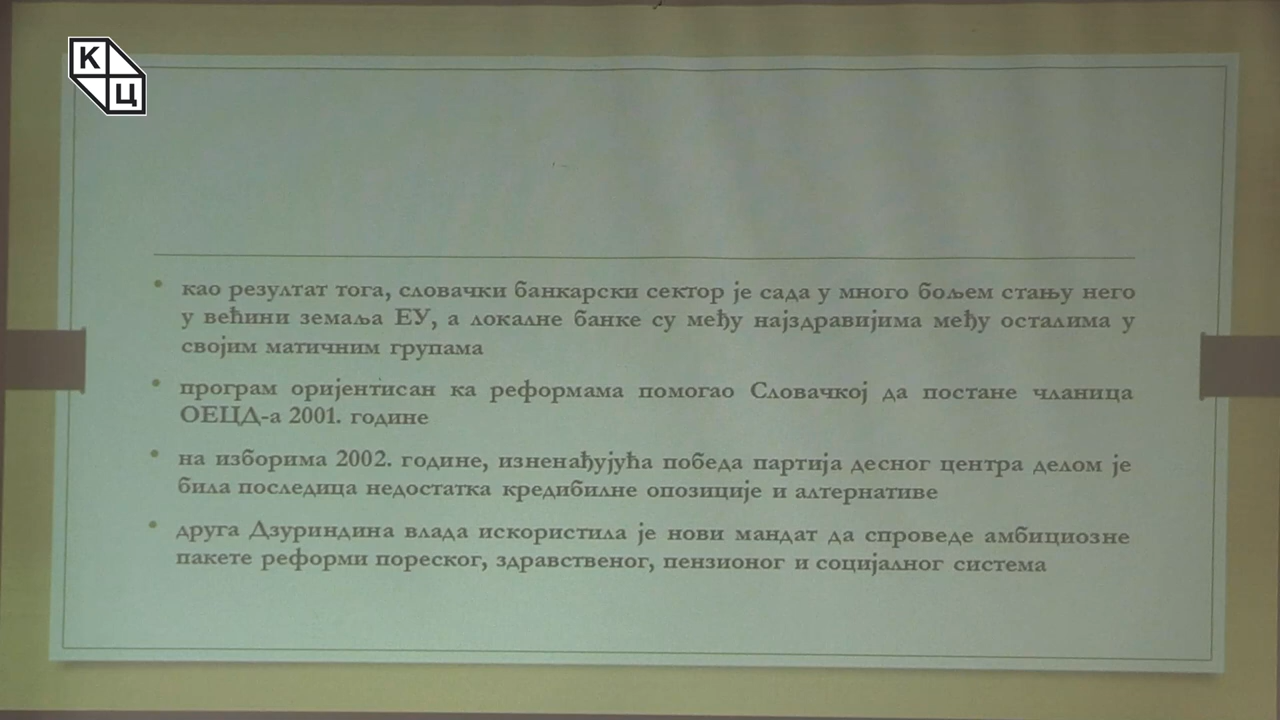 К
Ц
• као резултат тога, словачки банкарски сектор је сада у много бољем стању него
у већини земаља ЕУ, а локалне банке су међу најздравијима међу осталима у
својим матичним групама
• програм оријентисан ка реформама помогао Словачкој да постане чланица
ОЕЦД-а 2001. године
• на изборима 2002. године, изненађујућа победа партија десног центра делом је
била последица недостатка кредибилне опозиције и алтернативе
• друга Дзуриндина влада искористила је нови мандат да спроведе амбициозне
пакете реформи пореског, здравственог, пензионог и социјалног система